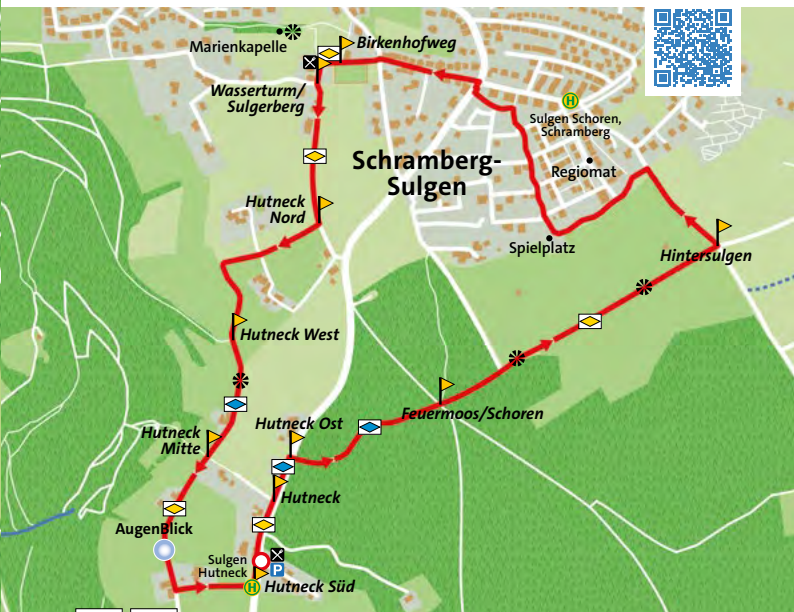 Marienkapelle
Birkenhofweg
Wasserturm/
Sulgerberg
H
Sulgen Schoren,
Schramberg
Schramberg-
Sulgen
Regiomat
Hutneck
Nord
Spielplatz
Hintersulgen
Hutneck West
Feuermoos/Schoren
Hutneck Ost
Hutneck
Mitte
Hutneck
AugenBlick
Sulgen
Hutneck
P
H
Hutneck Süd